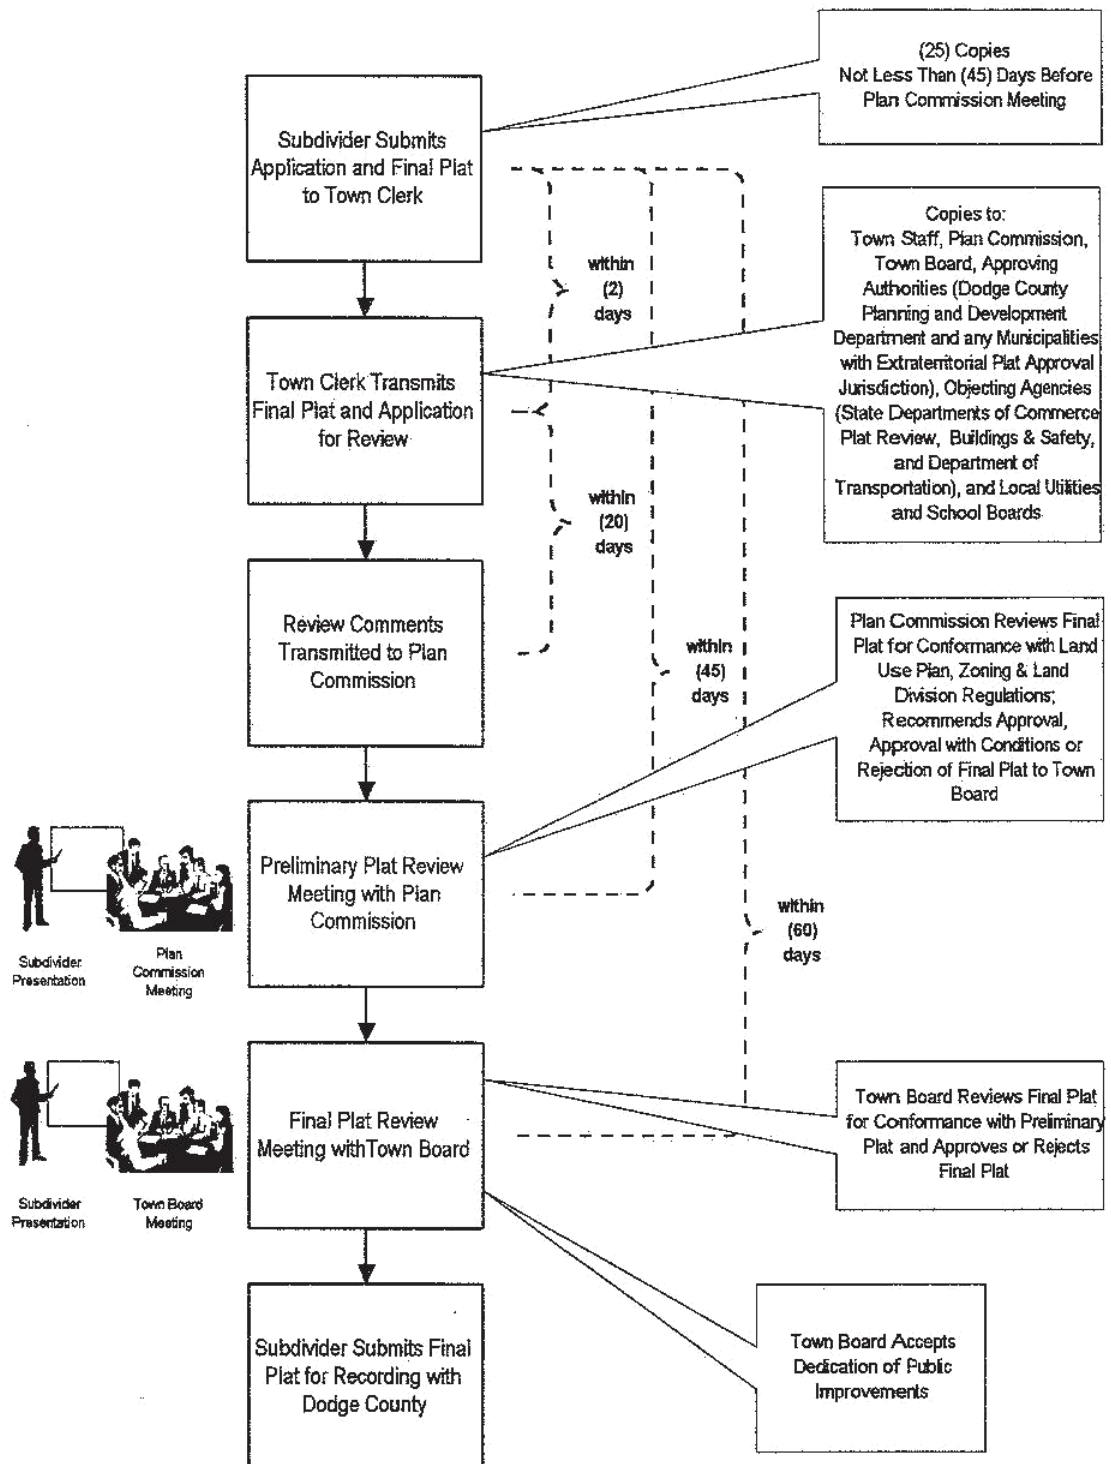 (25) Copies
Not Less Than (45) Days Before
Plan Commission Meeting
Subdivider Submits
Application and Final Plat
to Town Clerk
within
(2)
days
Copies to:
Town Staff, Plan Commission,
Town Board, Approving
Authorities (Dodge County
Planning and Development
Department and any Municipalities
with Extraterritorial Plat Approval
Jurisdiction), Objecting Agencies
(State Departments of Commerce
Plat Review, Buildings & Safety,
and Department of
Transportation), and Local Utilities
and School Boards
Town Clerk Transmits
Final Plat and Application
for Review
within
(20)
days
Review Comments
Transmitted to Plan
Commission
within
(45)
days
Plan Commission Reviews Final
Plat for Conformance with Land
Use Plan, Zoning & Land
Division Regulations;
Recommends Approval,
Approval with Conditions or
Rejection of Final Plat to Town
Board
Preliminary Plat Review
Meeting with Plan
Commission
Subdivider
Presentation
Plan
Commission
Meeting
within
(60)
days
Final Plat Review
Meeting withTown Board
Subdivider
Presentation
Town Board
Meeting
Town Board Reviews Final Plat
for Conformance with Preliminary
Plat and Approves or Rejects
Final Plat
Subdivider Submits Final
Plat for Recording with
Dodge County
Town Board Accepts
Dedication of Public
Improvements